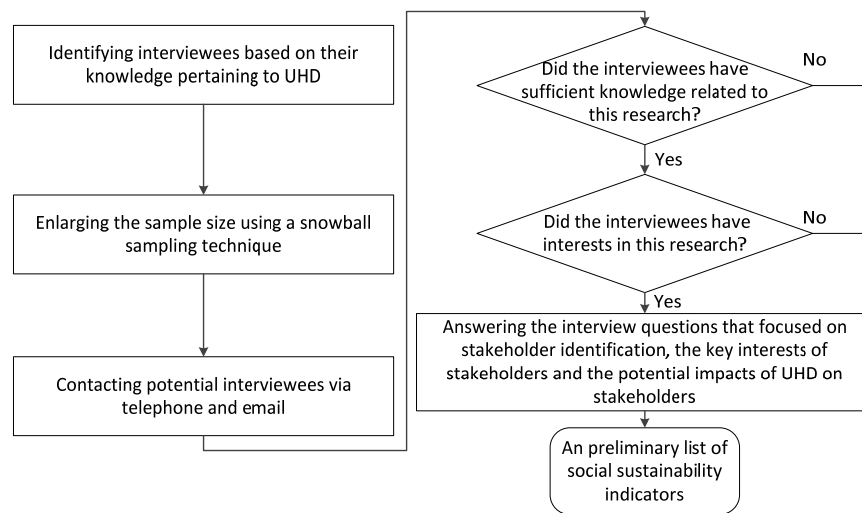 Identifying interviewees based on their
knowledge pertaining to UHD
Enlarging the sample size using a snowball
sampling technique
Contacting potential interviewees via
telephone and email
Did the interviewees have
sufficient knowledge related to
this research?
No
Yes
Did the interviewees have
interests in this research?
No
Yes
Answering the interview questions that focused on
stakeholder identification, the key interests of
stakeholders and the potential impacts of UHD on
stakeholders
An preliminary list of
social sustainability
indicators